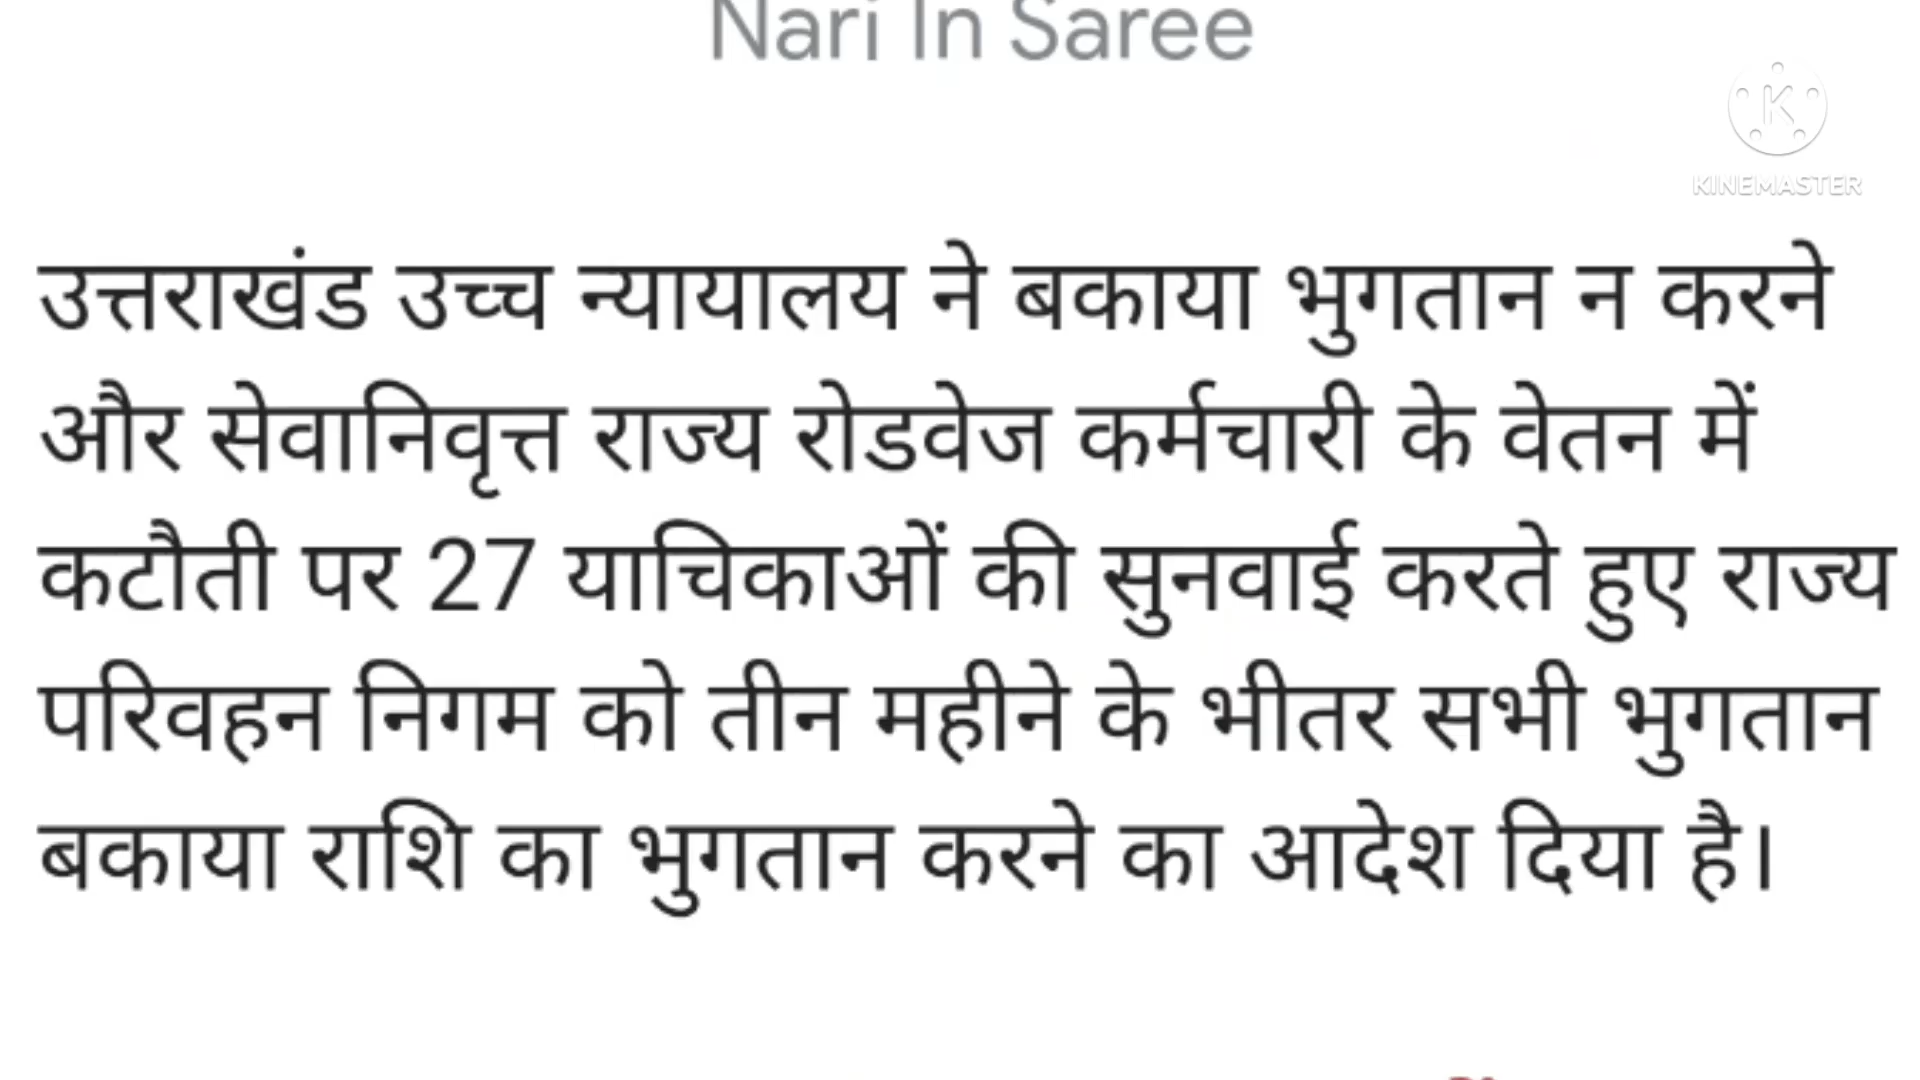 Nari In Saree
KINEMASTER
उत्तराखंड उच्च न्यायालय ने बकाया भुगतान न करने
और सेवानिवृत्त राज्य रोडवेज कर्मचारी के वेतन में
कटौती पर 27 याचिकाओं की सुनवाई करते हुए राज्य
परिवहन निगम को तीन महीने के भीतर सभी भुगतान
बकाया राशि का भुगतान करने का आदेश दिया है।